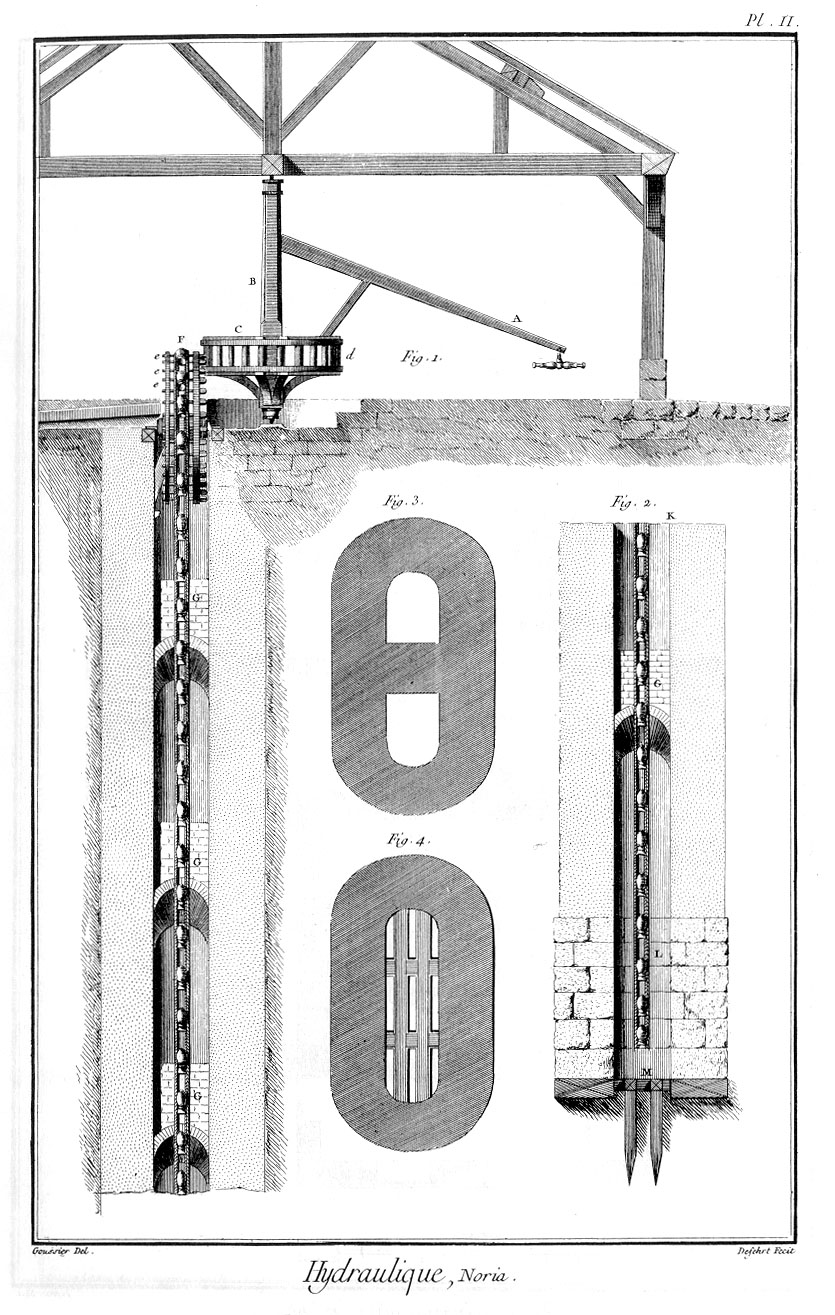 Pl. II.
B
A
C
F
d
e
e
e
Fig. 1.
Fig. 3.
Fig. 2.
K
G
G
Fig. 4.
G
L
M
G
Goussier Del.
Defehrt Fecit
Hydraulique, Noria.